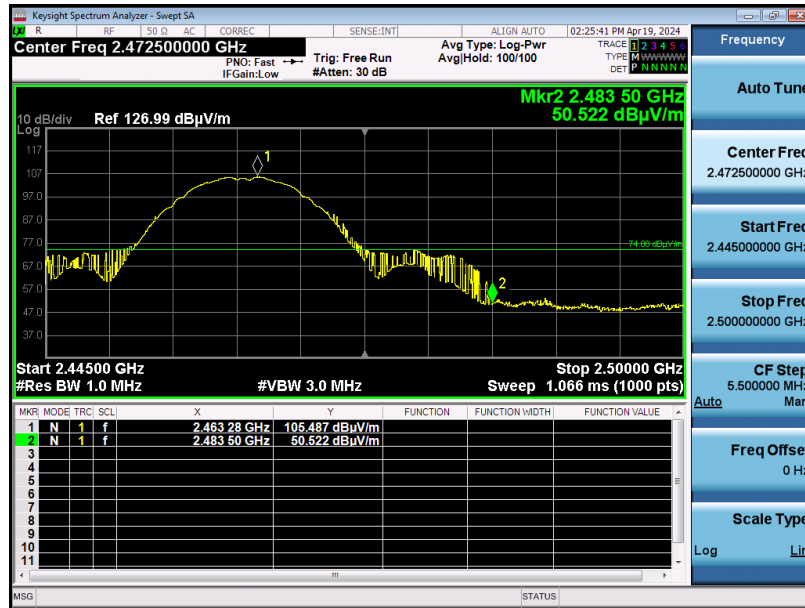 Keysight Spectrum Analyzer - Swept SA
R RF 50 Ω AC CORREC SENSE:INT ALIGN AUTO 02:25:41 PM Apr 19, 2024
Center Freq 2.472500000 GHz
PNO: Fast
IFGain:Low
Trig: Free Run
#Atten: 30 dB
Avg Type: Log-Pwr
Avg|Hold: 100/100
TRACE 1 2 3 4 5 6
TYPE M W W W W W
DET P N N N N N
Mkr2 2.483 50 GHz
50.522 dBµV/m
10 dB/div Ref 126.99 dBµV/m
Log
117
107
97.0
87.0
77.0
67.0
57.0
47.0
37.0
1
74.00 dBµV/m
2
Start 2.44500 GHz Stop 2.50000 GHz
#Res BW 1.0 MHz #VBW 3.0 MHz Sweep 1.066 ms (1000 pts)
MKR MODE TRC SCL X Y FUNCTION FUNCTION WIDTH FUNCTION VALUE
1 N 1 f 2.463 28 GHz 105.487 dBµV/m
2 N 1 f 2.483 50 GHz 50.522 dBµV/m
3
4
5
6
7
8
9
10
11
MSG STATUS
Frequency
Auto Tune
Center Freq
2.472500000 GHz
Start Freq
2.445000000 GHz
Stop Freq
2.500000000 GHz
CF Step
5.500000 MHz
Auto Man
Freq Offset
0 Hz
Scale Type
Log Lin